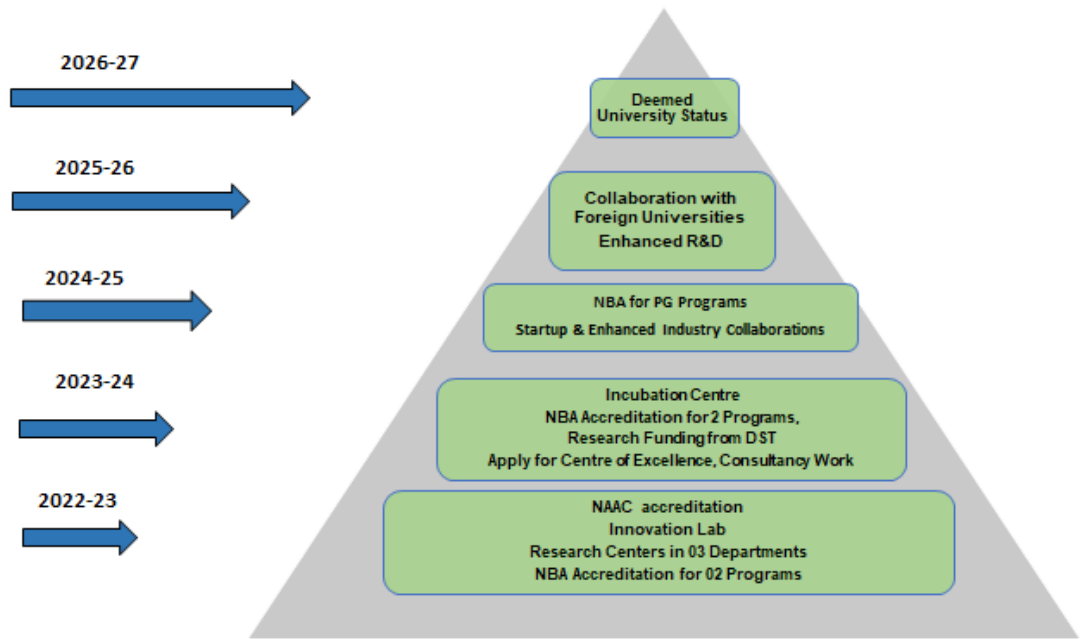 2026-27
Deemed
University Status
2025-26
Collaboration with
Foreign Universities
Enhanced R&D
2024-25
NBA for PG Programs
Startup & Enhanced Industry Collaborations
2023-24
Incubation Centre
NBA Accreditation for 2 Programs,
Research Funding from DST
Apply for Centre of Excellence, Consultancy Work
2022-23
NAAC accreditation
Innovation Lab
Research Centers in 03 Departments
NBA Accreditation for 02 Programs